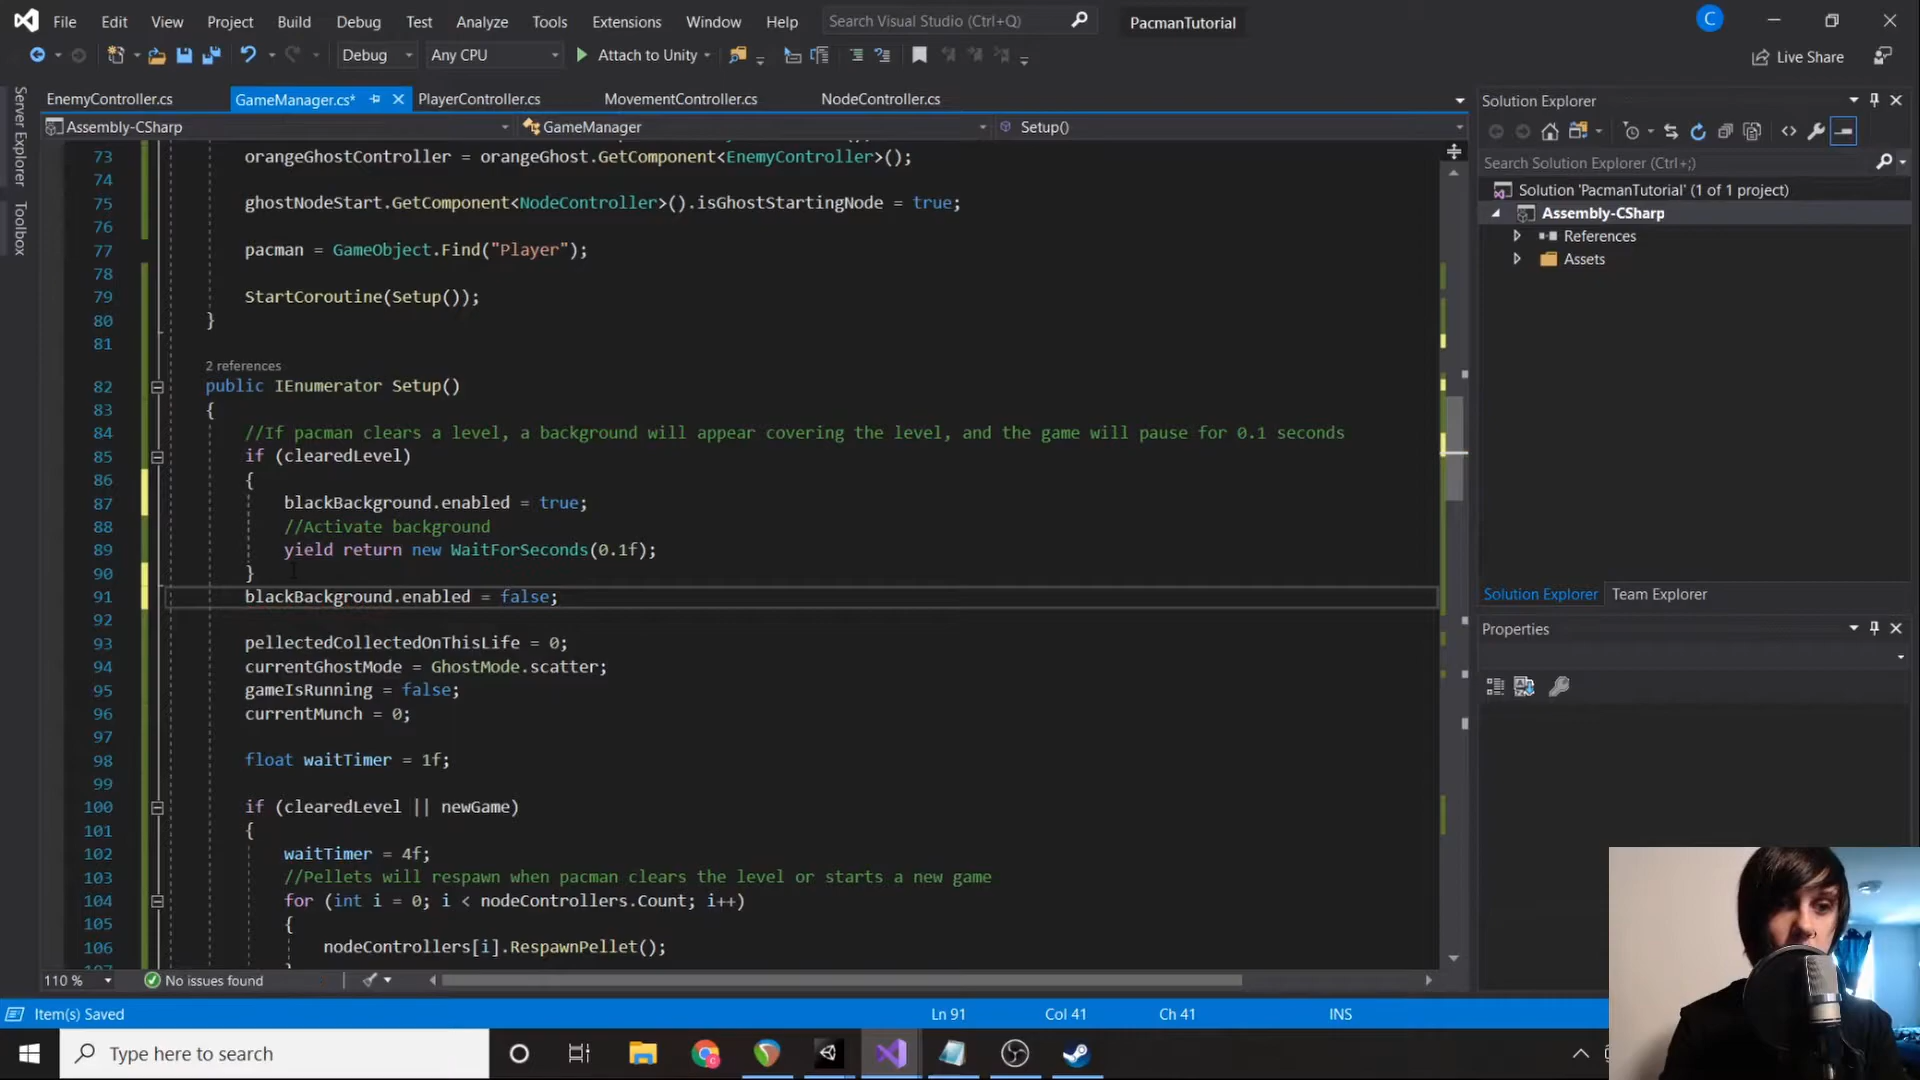 File Edit View Project Build Debug Test Analyze Tools Extensions Window Help Search Visual Studio (Ctrl+Q) PacmanTutorial C
Debug Any CPU Attach to Unity Live Share
Server Explorer
Toolbox
EnemyController.cs GameManager.cs* PlayerController.cs MovementController.cs NodeController.cs
Assembly-CSharp GameManager Setup()
73 orangeGhostController = orangeGhost.GetComponent<EnemyController>();
74
75 ghostNodeStart.GetComponent<NodeController>().isGhostStartingNode = true;
76
77 pacman = GameObject.Find("Player");
78
79 StartCoroutine(Setup());
80 }
81
2 references
82 public IEnumerator Setup()
83 {
84 //If pacman clears a level, a background will appear covering the level, and the game will pause for 0.1 seconds
85 if (clearedLevel)
86 {
87 blackBackground.enabled = true;
88 //Activate background
89 yield return new WaitForSeconds(0.1f);
90 }
91 blackBackground.enabled = false;
92
93 pellectedCollectedOnThisLife = 0;
94 currentGhostMode = GhostMode.scatter;
95 gameIsRunning = false;
96 currentMunch = 0;
97
98 float waitTimer = 1f;
99
100 if (clearedLevel || newGame)
101 {
102 waitTimer = 4f;
103 //Pellets will respawn when pacman clears the level or starts a new game
104 for (int i = 0; i < nodeControllers.Count; i++)
105 {
106 nodeControllers[i].RespawnPellet();
110 % No issues found
Solution Explorer
Search Solution Explorer (Ctrl+;)
Solution 'PacmanTutorial' (1 of 1 project)
Assembly-CSharp
References
Assets
Solution Explorer Team Explorer
Properties
Item(s) Saved Ln 91 Col 41 Ch 41 INS
Type here to search